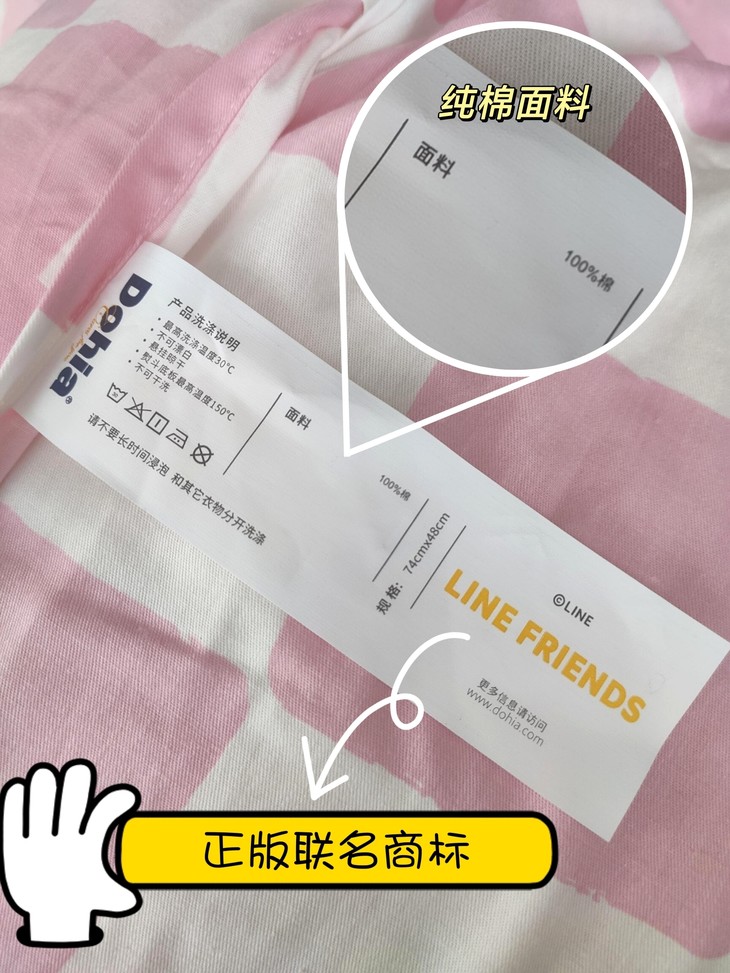 纯棉面料
面料
100%棉
Dohia®
产品洗涤说明
· 最高洗涤温度30℃
· 不可漂白
· 悬挂晾干
· 熨斗底板最高温度150℃
· 不可干洗
请不要长时间浸泡 和其它衣物分开洗涤
面料
100%棉
规格: 74cmx48cm
©LINE
LINE FRIENDS
更多信息请访问
www.dohia.com
正版联名商标